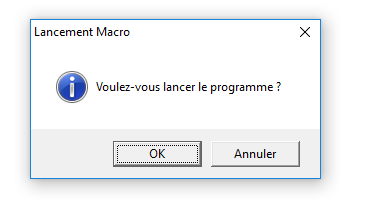 Lancement Macro
Voulez-vous lancer le programme ?
OK
Annuler